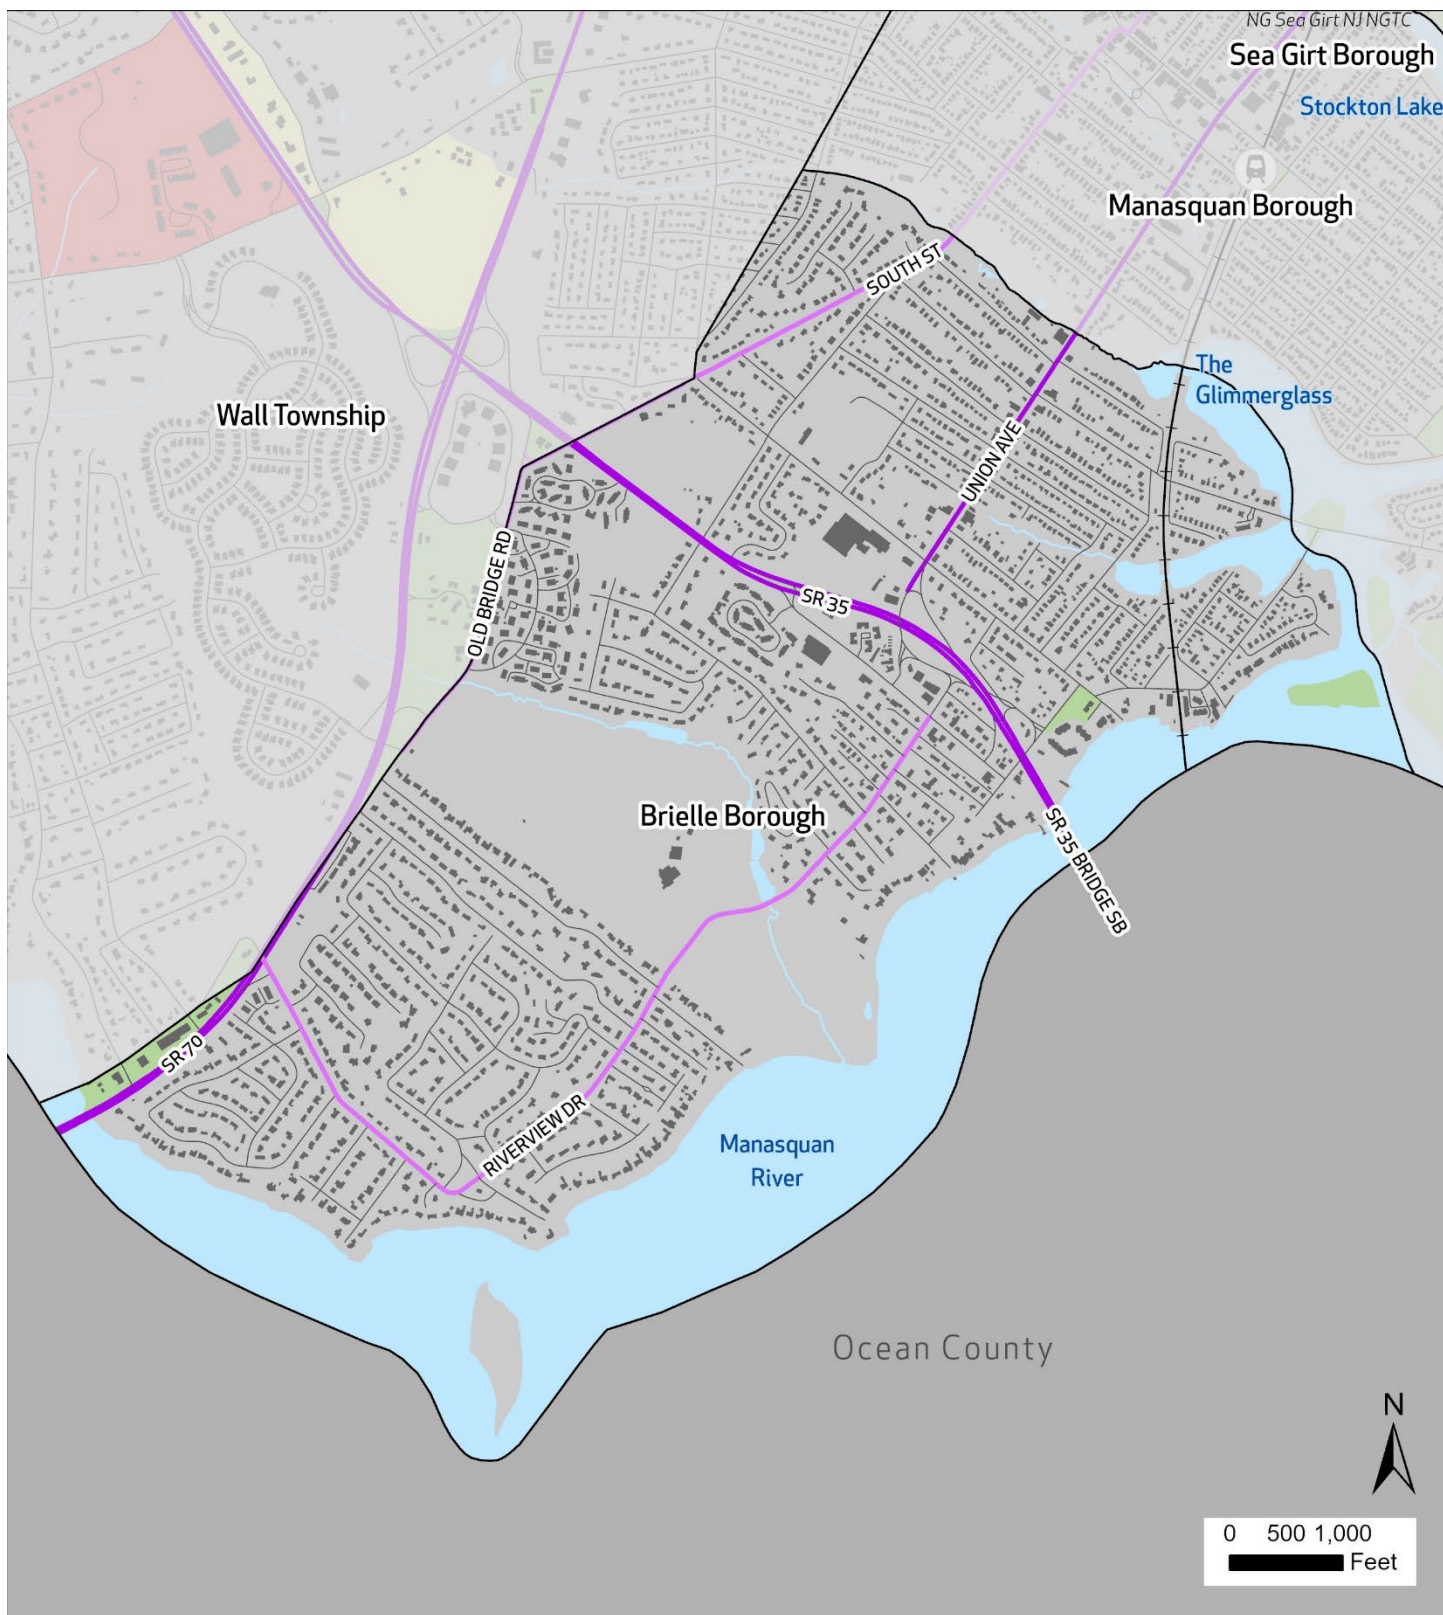 NG Sea Girt NJ NGTC
Sea Girt Borough
Stockton Lake
Manasquan Borough
SOUTH ST
The
Glimmerglass
Wall Township
UNION AVE
OLD BRIDGE RD
SR 35
Brielle Borough
SR 35 BRIDGE SB
SR 70
RIVERVIEW DR
Manasquan
River
Ocean County
N
0 500 1,000
Feet